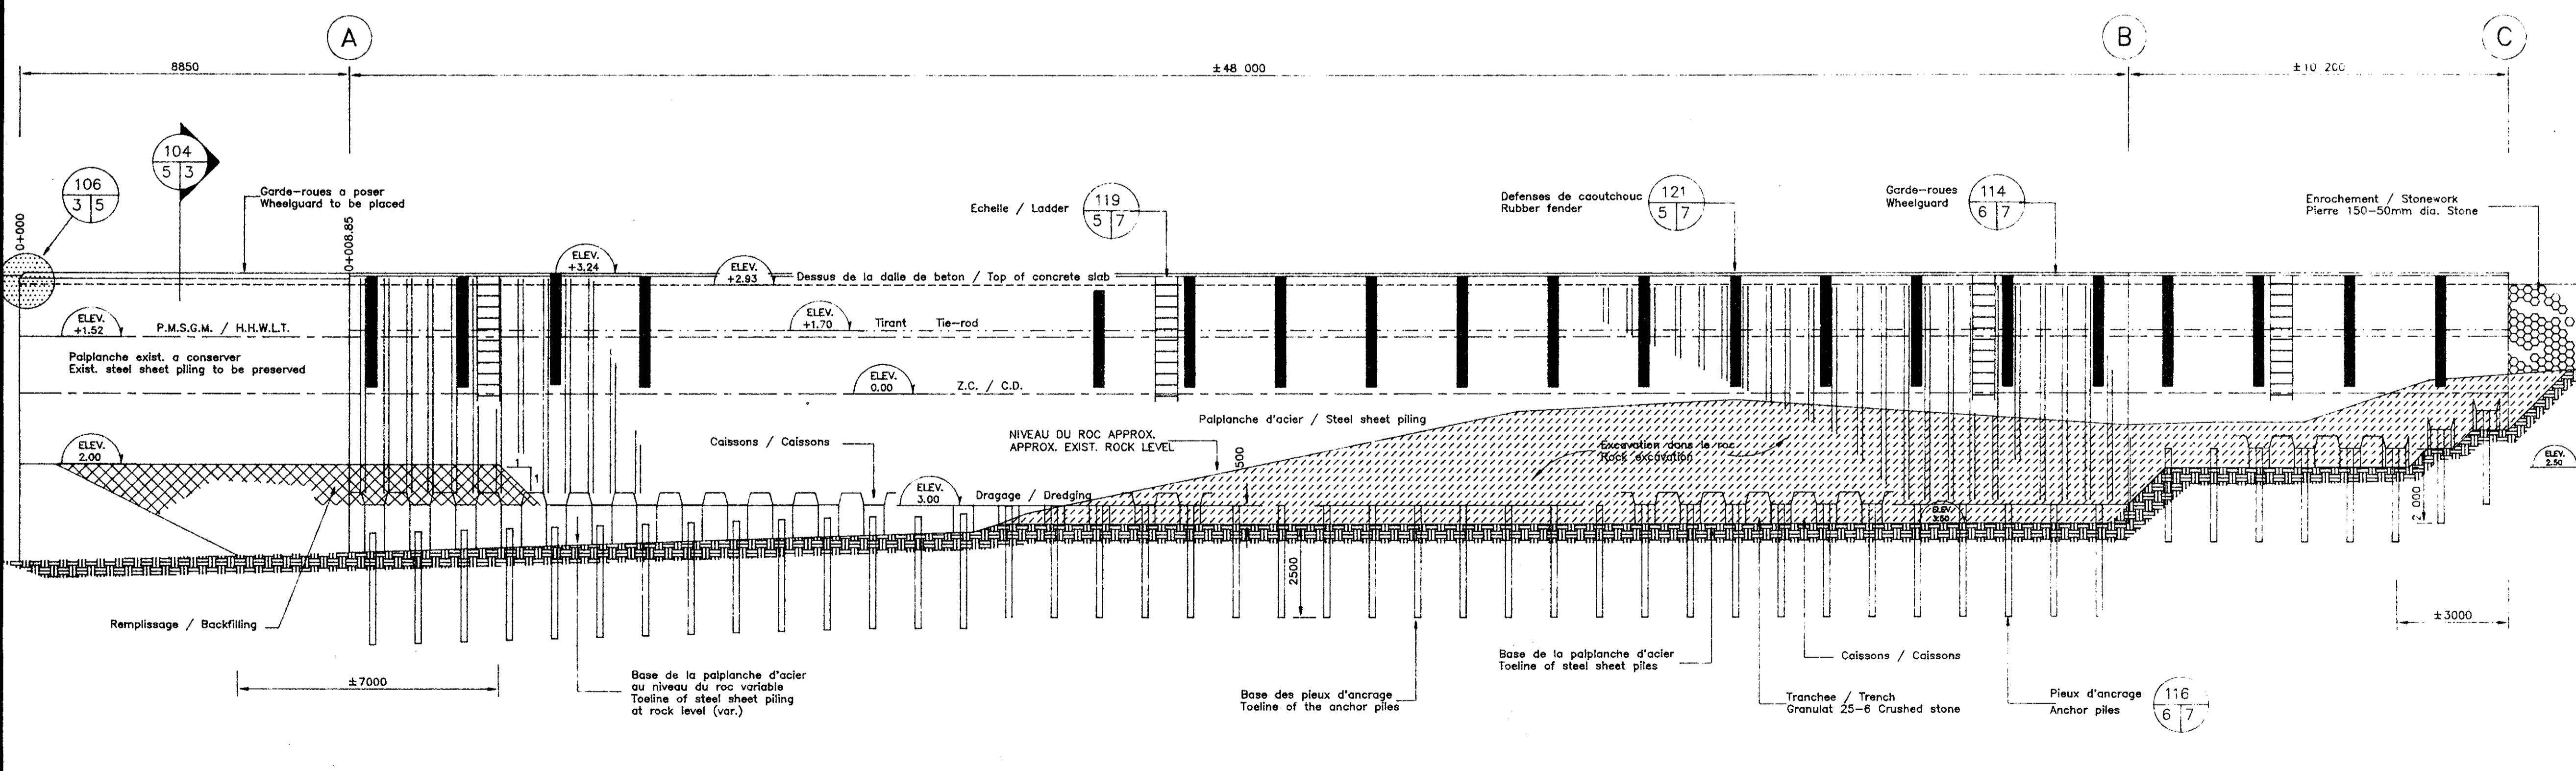 A
B
C
8850
±48 000
±10 200
104
5 3
106
3 5
0+000
Garde-roues a poser
Wheelguard to be placed
0+008.85
Echelle / Ladder
119
5 7
Defenses de caoutchouc
Rubber fender
121
5 7
Garde-roues
Wheelguard
114
6 7
Enrochement / Stonework
Pierre 150-50mm dia. Stone
ELEV.
+3.24
ELEV.
+2.93
Dessus de la dalle de beton / Top of concrete slab
ELEV.
+1.52
P.M.S.G.M. / H.H.W.L.T.
ELEV.
+1.70
Tirant Tie-rod
Palplanche exist. a conserver
Exist. steel sheet piling to be preserved
ELEV.
0.00
Z.C. / C.D.
Palplanche d'acier / Steel sheet piling
ELEV.
2.00
Caissons / Caissons
NIVEAU DU ROC APPROX.
APPROX. EXIST. ROCK LEVEL
500
Excavation dans le roc
Rock excavation
1
1
ELEV.
3.00
Dragage / Dredging
ELEV.
3.50
ELEV.
2.50
2 000
2500
Remplissage / Backfilling
±7000
±3000
Base de la palplanche d'acier
au niveau du roc variable
Toeline of steel sheet piling
at rock level (var.)
Base des pieux d'ancrage
Toeline of the anchor piles
Base de la palplanche d'acier
Toeline of steel sheet piles
Caissons / Caissons
Tranchee / Trench
Granulat 25-6 Crushed stone
Pieux d'ancrage
Anchor piles
116
6 7